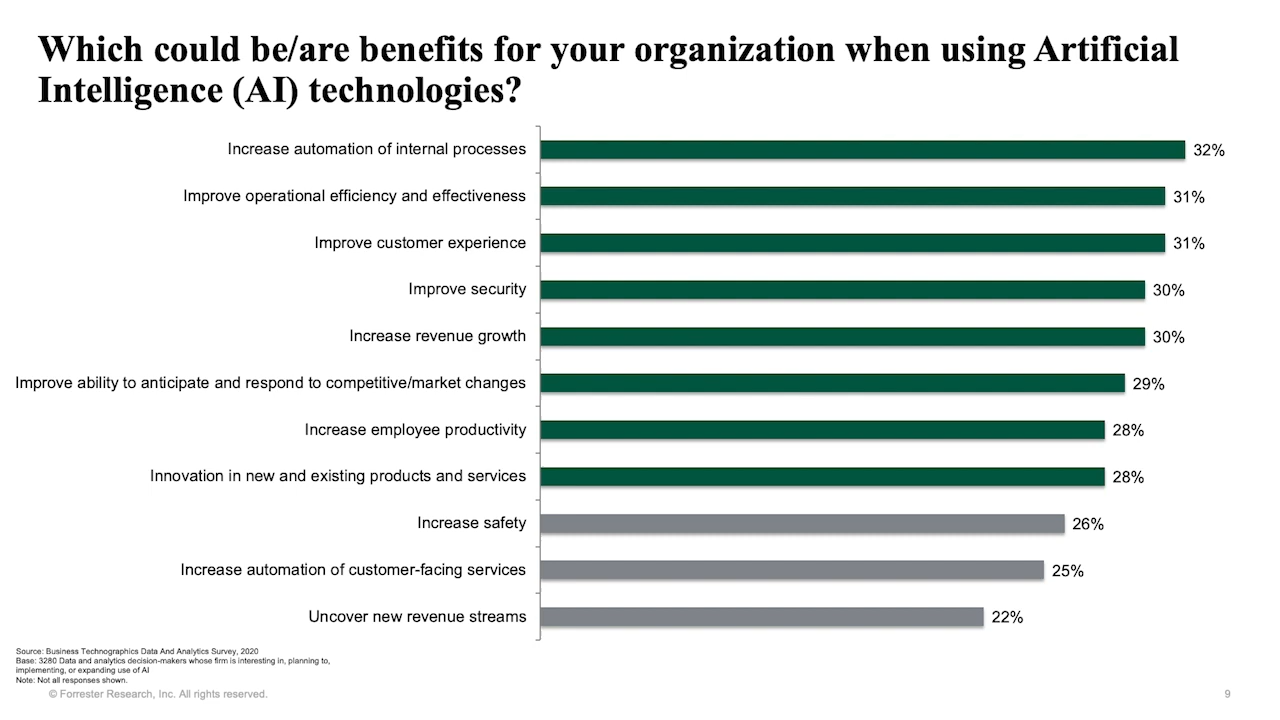 Which could be/are benefits for your organization when using Artificial
Intelligence (AI) technologies?
Increase automation of internal processes 32%
Improve operational efficiency and effectiveness 31%
Improve customer experience 31%
Improve security 30%
Increase revenue growth 30%
Improve ability to anticipate and respond to competitive/market changes 29%
Increase employee productivity 28%
Innovation in new and existing products and services 28%
Increase safety 26%
Increase automation of customer-facing services 25%
Uncover new revenue streams 22%
Source: Business Technographics Data And Analytics Survey, 2020
Base: 3280 Data and analytics decision-makers whose firm is interesting in, planning to,
implementing, or expanding use of AI
Note: Not all responses shown.
© Forrester Research, Inc. All rights reserved. 9